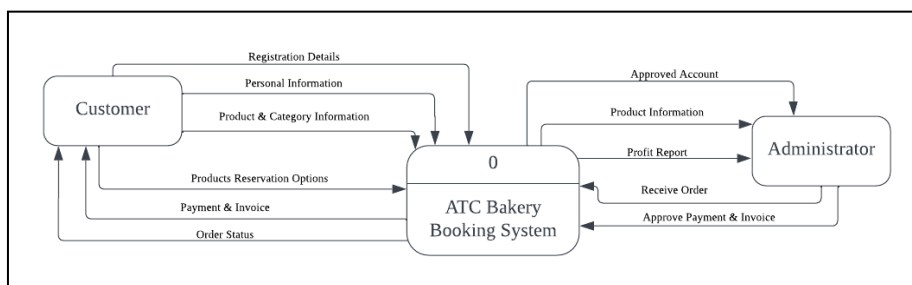 Registration Details
Personal Information
Product & Category Information
Customer
Products Reservation Options
Payment & Invoice
Order Status
0
ATC Bakery
Booking System
Approved Account
Product Information
Profit Report
Receive Order
Approve Payment & Invoice
Administrator